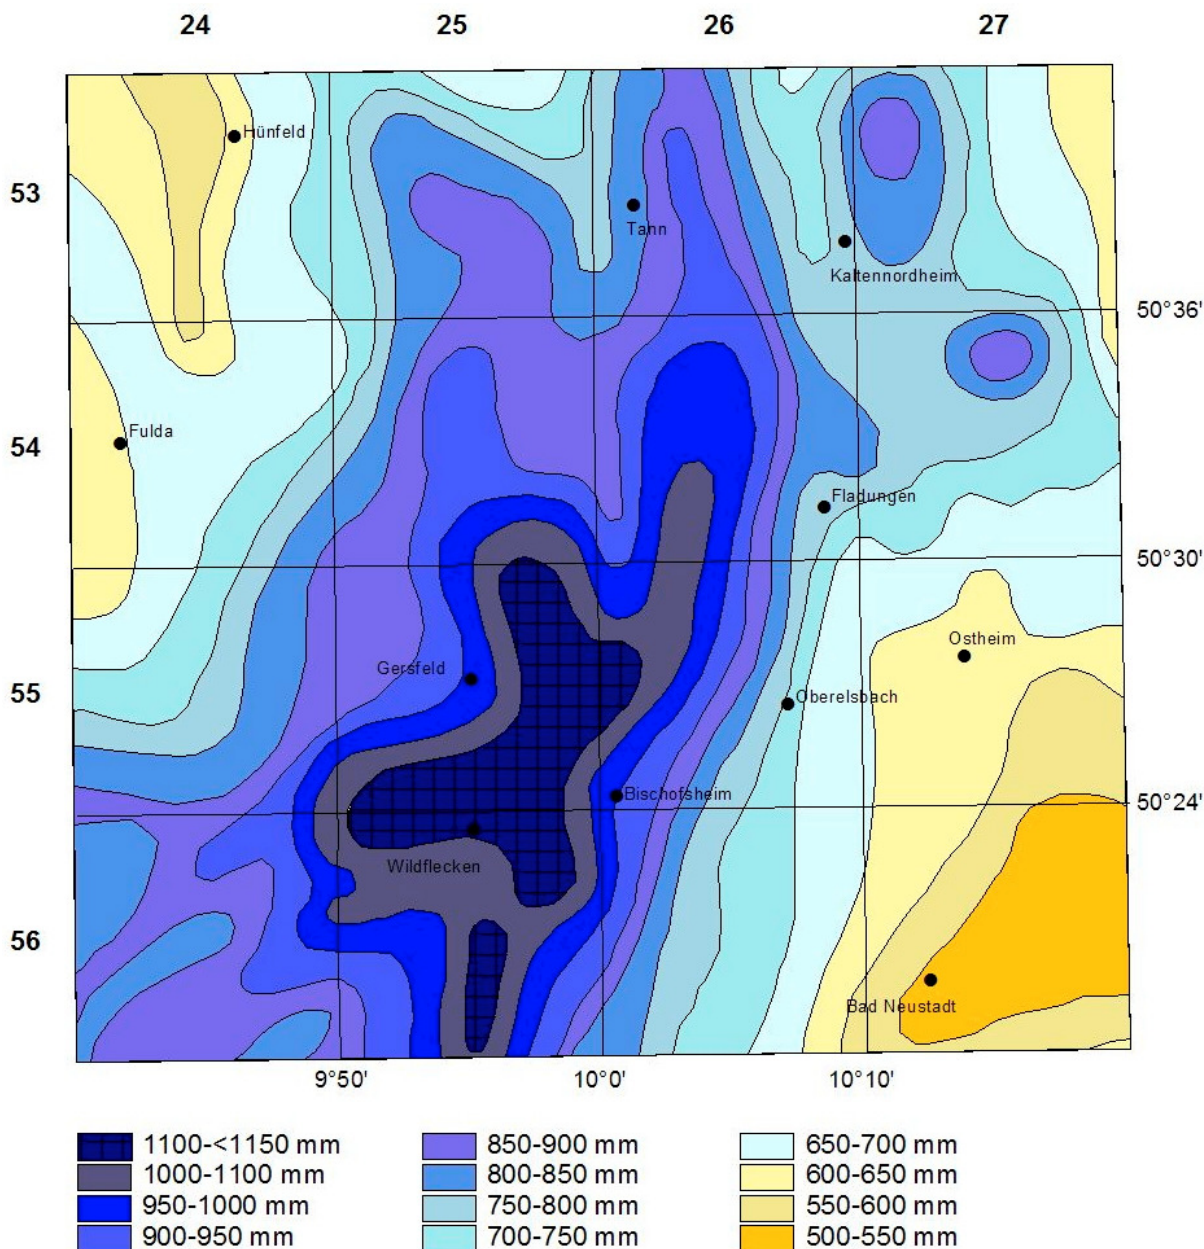 24 25 26 27
Hünfeld
53
Tann
Kaltennordheim
50°36'
Fulda
54
Fladungen
50°30'
Ostheim
Gersfeld
55
Oberelsbach
Bischofsheim
50°24'
Wildflecken
56
Bad Neustadt
9°50' 10°0' 10°10'
1100-<1150 mm 850-900 mm 650-700 mm
1000-1100 mm 800-850 mm 600-650 mm
950-1000 mm 750-800 mm 550-600 mm
900-950 mm 700-750 mm 500-550 mm